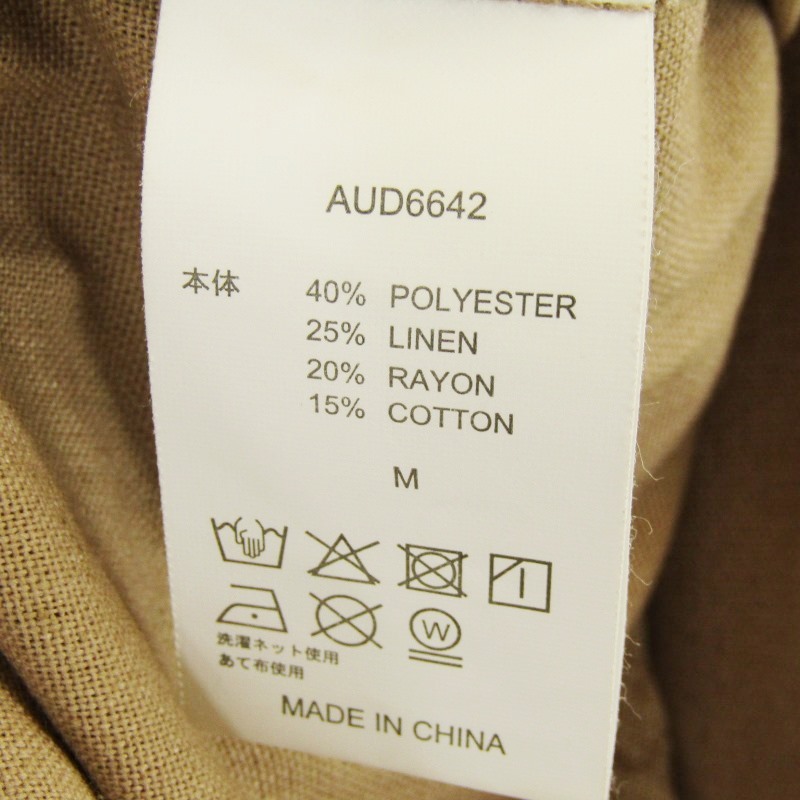 AUD6642
本体 40% POLYESTER
25% LINEN
20% RAYON
15% COTTON
M
W
洗濯ネット使用
あて布使用
MADE IN CHINA